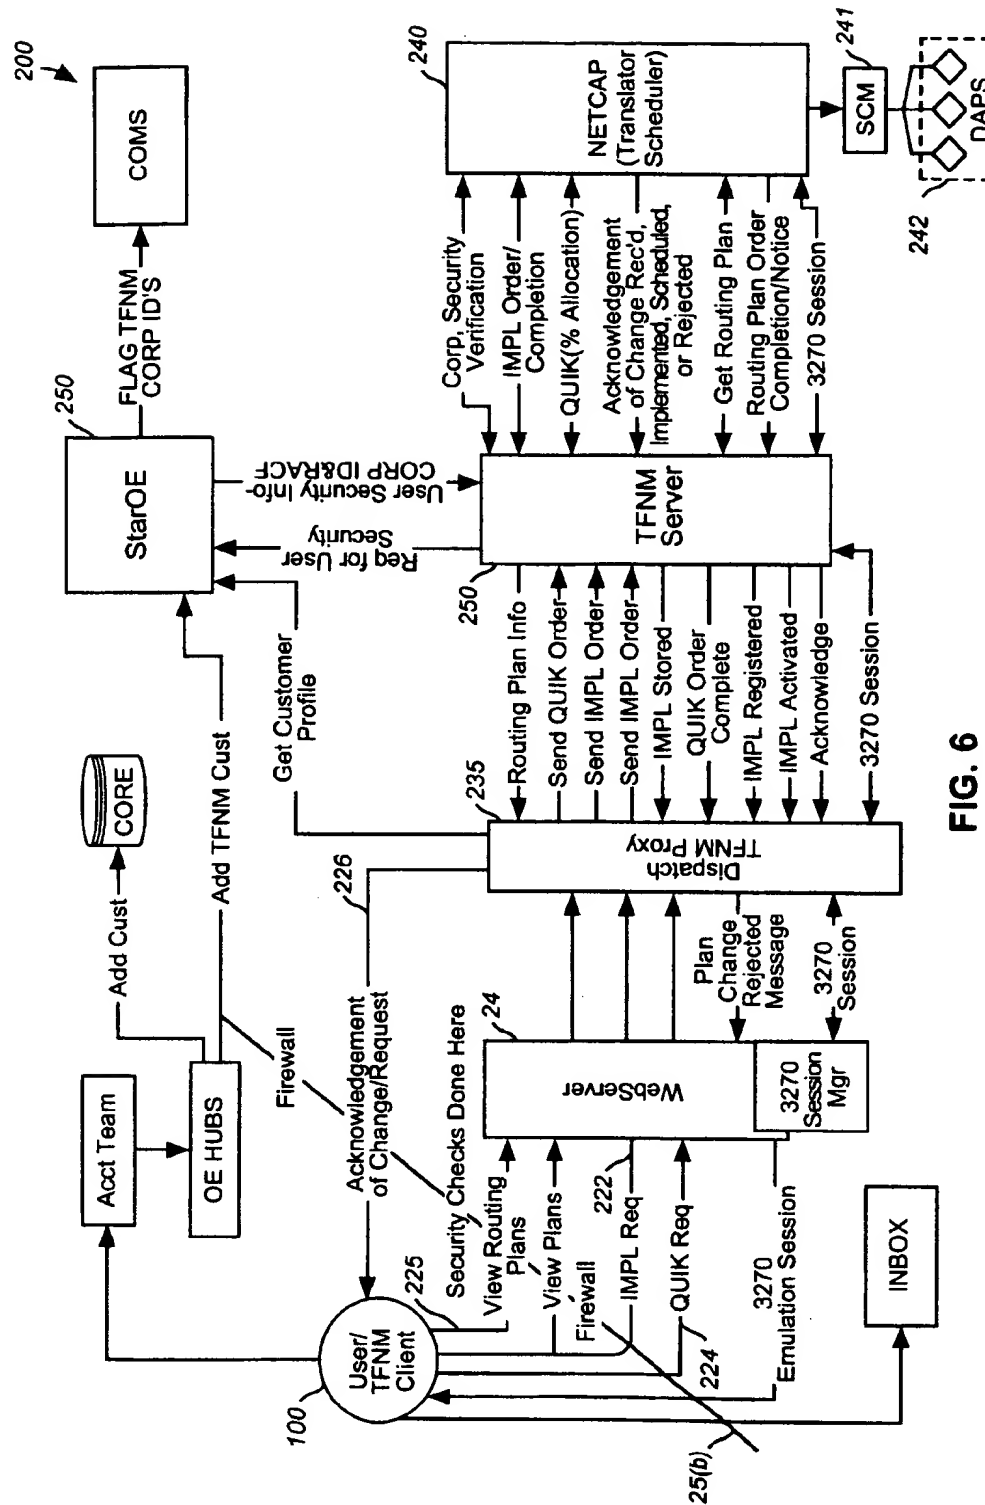 200
COMS
FLAG TFNM
CORP ID'S
250
StarOE
User Security Info-
CORP ID&RACF
Req for User
Security
Get Customer
Profile
Add TFNM Cust
CORE
Add Cust
Firewall
Acct Team
OE HUBS
240
NETCAP
(Translator
Scheduler)
241
SCM
242
DAPS
Corp, Security
Verification
IMPL Order/
Completion
QUIK(% Allocation)
Acknowledgement
of Change Rec'd,
Implemented, Scheduled,
or Rejected
Get Routing Plan
Routing Plan Order
Completion/Notice
3270 Session
250
TFNM
Server
Routing Plan Info
Send QUIK Order
Send IMPL Order
Send IMPL Order
IMPL Stored
QUIK Order
Complete
IMPL Registered
IMPL Activated
Acknowledge
3270 Session
235
Dispatch
TFNM Proxy
226
Acknowledgement
of Change/Request
Security Checks Done Here
Plan
Change
Rejected
Message
3270
Session
24
WebServer
3270
Session
Mgr
100
User/
TFNM
Client
225
View Routing
Plans
View Plans
222
IMPL Req
Firewall
QUIK Req
224
3270
Emulation Session
25(b)
INBOX
FIG. 6